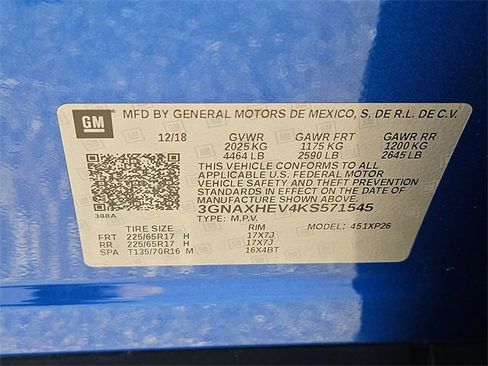 GM MFD BY GENERAL MOTORS DE MEXICO, S. DE R.L. DE C.V.
12/18 GVWR GAWR FRT GAWR RR
2025 KG 1175 KG 1200 KG
4464 LB 2590 LB 2645 LB
THIS VEHICLE CONFORMS TO ALL
APPLICABLE U.S. FEDERAL MOTOR
VEHICLE SAFETY AND THEFT PREVENTION
STANDARDS IN EFFECT ON THE DATE OF
MANUFACTURE SHOWN ABOVE.
388A 3GNAXHEV4KS571545
TYPE: M.P.V. MODEL: 451XP26
TIRE SIZE RIM
FRT 225/65R17 H 17X7J
RR 225/65R17 H 17X7J
SPA T135/70R16 M 16X4BT